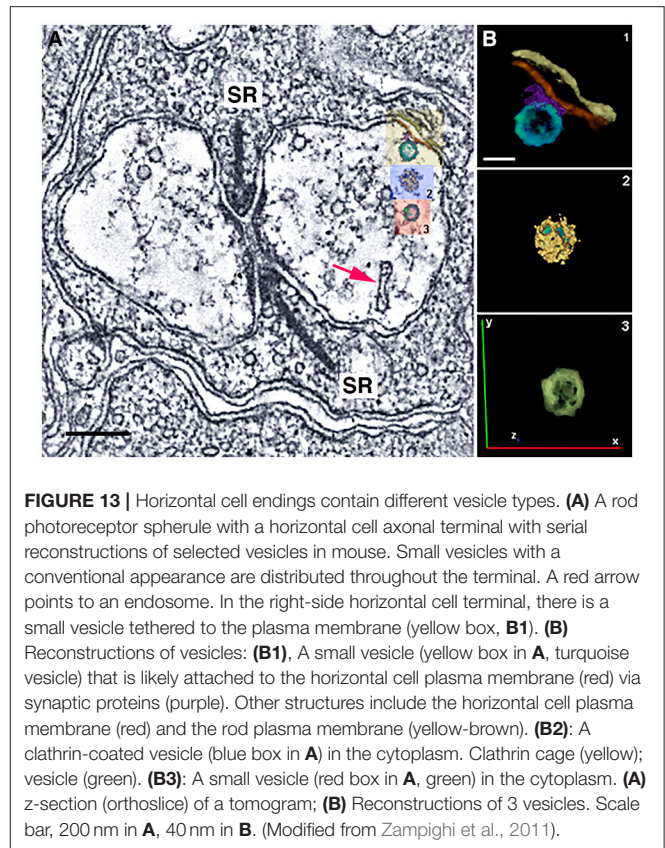 A
SR
2
3
SR
B
1
2
3
y
z
x
FIGURE 13 | Horizontal cell endings contain different vesicle types. (A) A rod
photoreceptor spherule with a horizontal cell axonal terminal with serial
reconstructions of selected vesicles in mouse. Small vesicles with a
conventional appearance are distributed throughout the terminal. A red arrow
points to an endosome. In the right-side horizontal cell terminal, there is a
small vesicle tethered to the plasma membrane (yellow box, B1). (B)
Reconstructions of vesicles: (B1), A small vesicle (yellow box in A, turquoise
vesicle) that is likely attached to the horizontal cell plasma membrane (red) via
synaptic proteins (purple). Other structures include the horizontal cell plasma
membrane (red) and the rod plasma membrane (yellow-brown). (B2): A
clathrin-coated vesicle (blue box in A) in the cytoplasm. Clathrin cage (yellow);
vesicle (green). (B3): A small vesicle (red box in A, green) in the cytoplasm. (A)
z-section (orthoslice) of a tomogram; (B) Reconstructions of 3 vesicles. Scale
bar, 200 nm in A, 40 nm in B. (Modified from Zampighi et al., 2011).